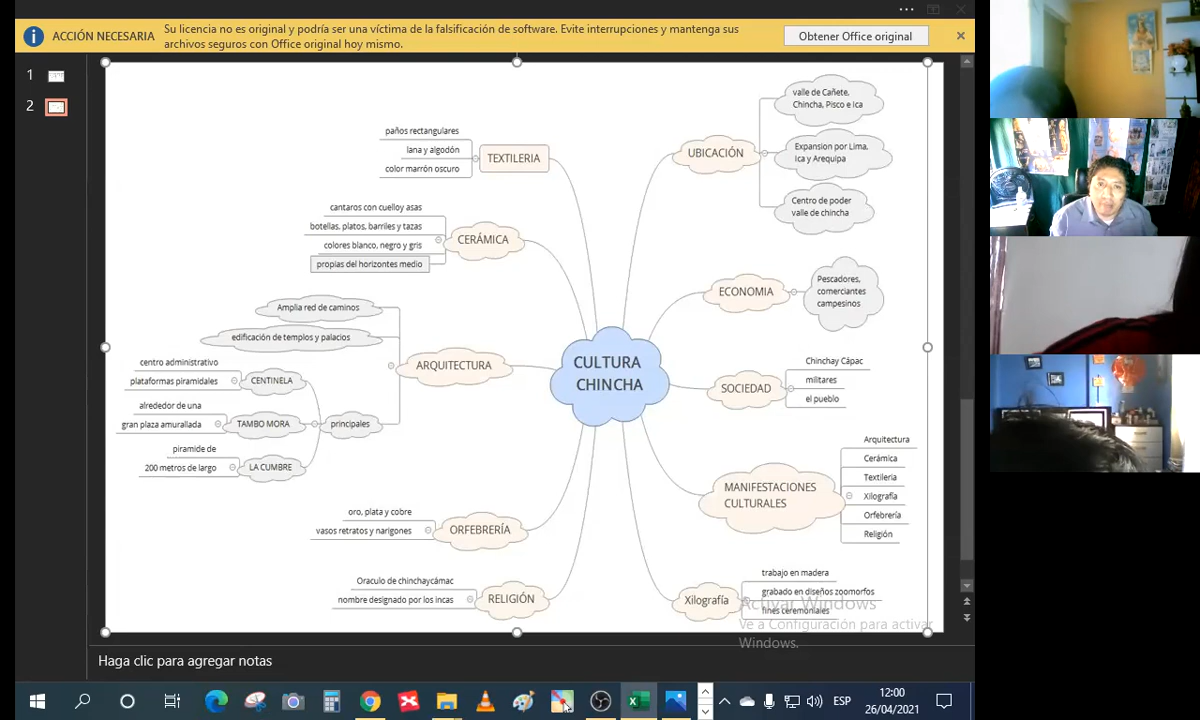 ACCIÓN NECESARIA
Su licencia no es original y podría ser una víctima de la falsificación de software. Evite interrupciones y mantenga sus
archivos seguros con Office original hoy mismo.
Obtener Office original
1
2
paños rectangulares
lana y algodón
color marrón oscuro
TEXTILERIA
cantaros con cuelloy asas
botellas, platos, barriles y tazas
colores blanco, negro y gris
propias del horizontes medio
CERÁMICA
Amplia red de caminos
edificación de templos y palacios
ARQUITECTURA
centro administrativo
plataformas piramidales
CENTINELA
alrededor de una
gran plaza amurallada
TAMBO MORA
principales
piramide de
200 metros de largo
LA CUMBRE
oro, plata y cobre
vasos retratos y narigones
ORFEBRERÍA
Oraculo de chinchaycámac
nombre designado por los incas
RELIGIÓN
CULTURA
CHINCHA
UBICACIÓN
valle de Cañete,
Chincha, Pisco e Ica
Expansion por Lima,
Ica y Arequipa
Centro de poder
valle de chincha
ECONOMIA
Pescadores,
comerciantes
campesinos
SOCIEDAD
Chinchay Cápac
militares
el pueblo
MANIFESTACIONES
CULTURALES
Arquitectura
Cerámica
Textileria
Xilografía
Orfebrería
Religión
Xilografía
trabajo en madera
grabado en diseños zoomorfos
fines ceremoniales
Activar Windows
Ve a Configuración para activar
Windows.
Haga clic para agregar notas
ESP
12:00
26/04/2021